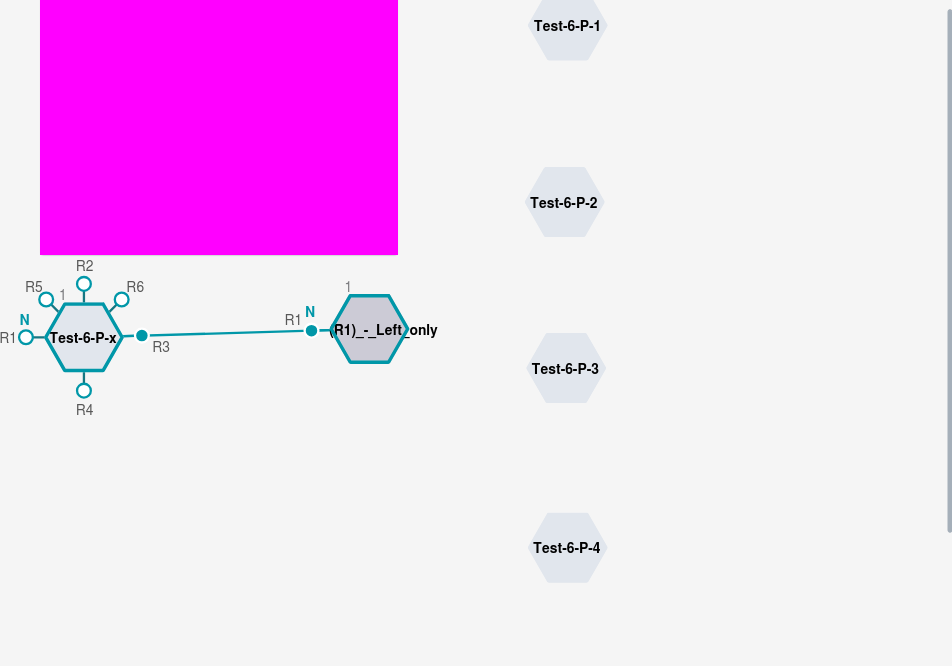 Test-6-P-1
Test-6-P-2
R2
R5
1
R6
N
R1
Test-6-P-x
R3
R4
1
N
R1
(R1)_-_Left_only
Test-6-P-3
Test-6-P-4